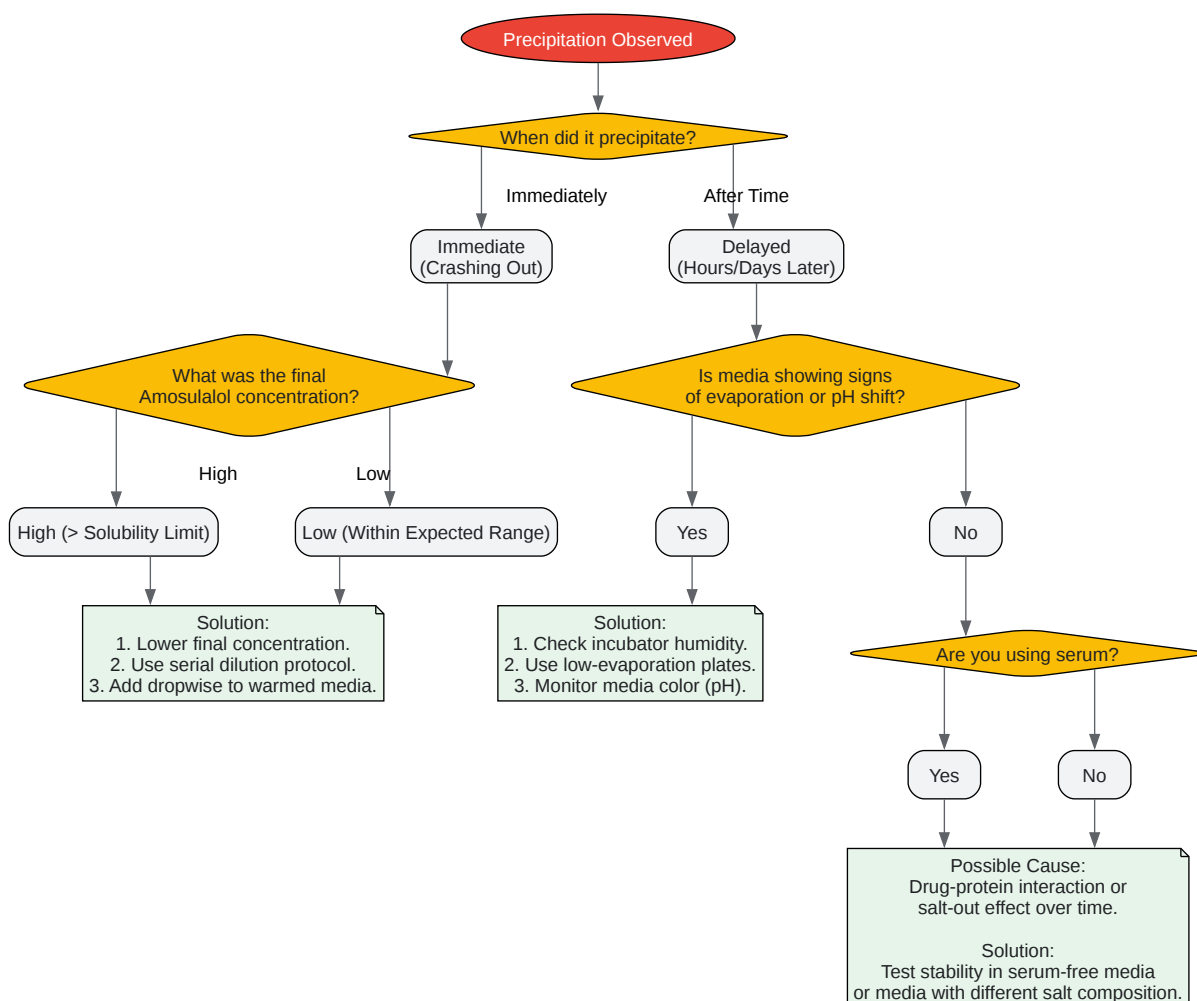 Precipitation Observed
When did it precipitate?
Immediately
After Time
Immediate
(Crashing Out)
Delayed
(Hours/Days Later)
What was the final
Amosulalol concentration?
Is media showing signs
of evaporation or pH shift?
High
Low
High (> Solubility Limit)
Low (Within Expected Range)
Yes
No
Solution:
1. Lower final concentration.
2. Use serial dilution protocol.
3. Add dropwise to warmed media.
Solution:
1. Check incubator humidity.
2. Use low-evaporation plates.
3. Monitor media color (pH).
Are you using serum?
Yes
No
Possible Cause:
Drug-protein interaction or
salt-out effect over time.
Solution:
Test stability in serum-free media
or media with different salt composition.